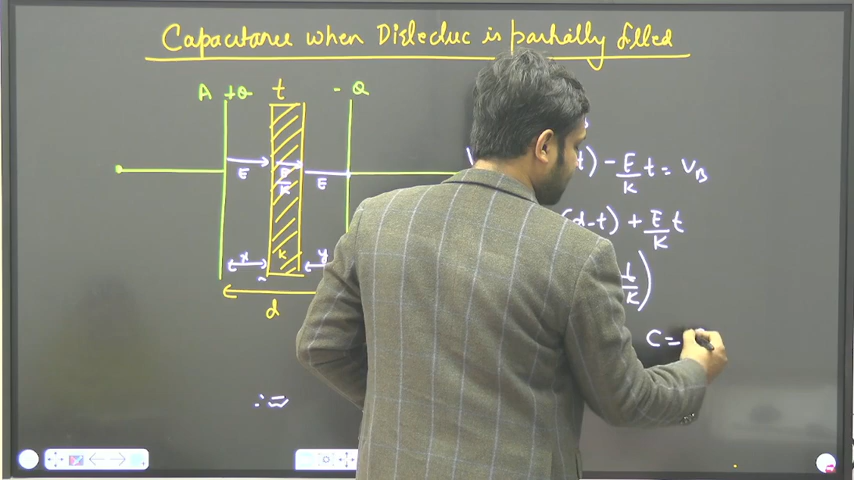 Capacitance when Dielectric is partially filled
A +Q t - Q
t) - E/K t = V_B
E E/K E
(d-t) + E/K t
x K y
t/K)
d
C =
∴ =